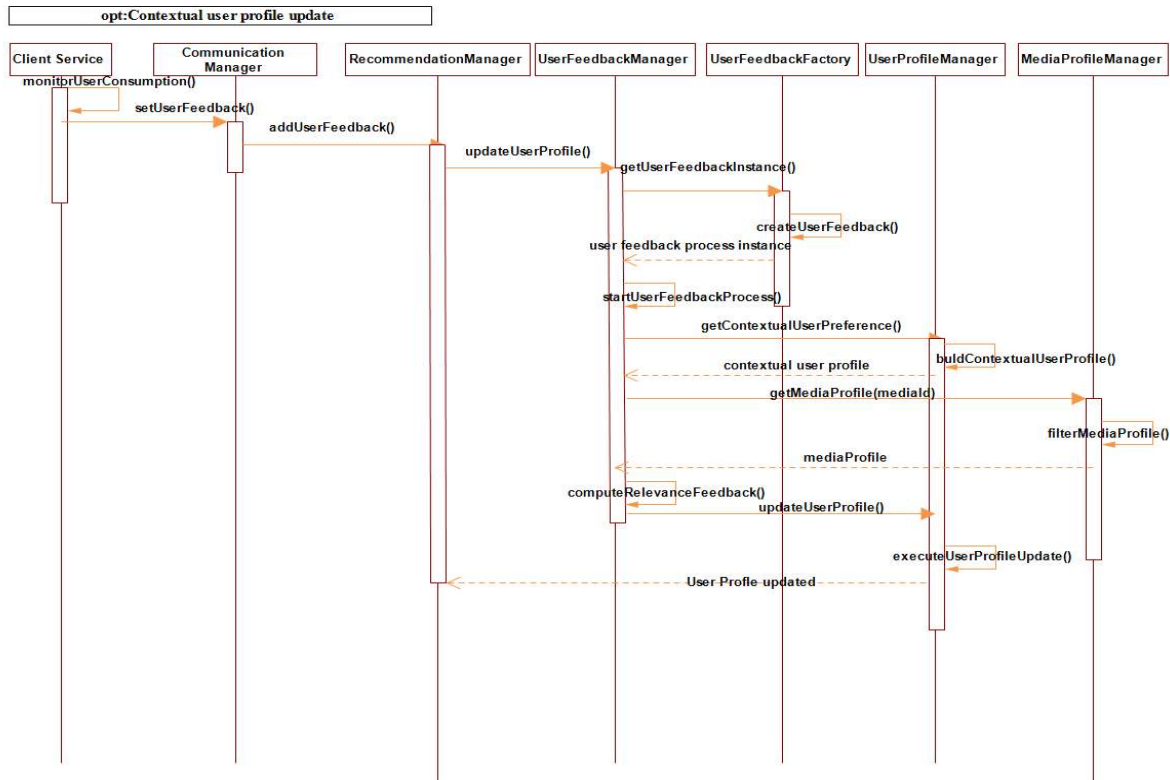 opt:Contextual user profile update
Client Service
Communication
Manager
RecommendationManager
UserFeedbackManager
UserFeedbackFactory
UserProfileManager
MediaProfileManager
monitorUserConsumption()
setUserFeedback()
addUserFeedback()
updateUserProfile()
getUserFeedbackInstance()
createUserFeedback()
user feedback process instance
startUserFeedbackProcess()
getContextualUserPreference()
buldContextualUserProfile()
contextual user profile
getMediaProfile(mediaId)
filterMediaProfile()
mediaProfile
computeRelevanceFeedback()
updateUserProfile()
executeUserProfileUpdate()
User Profle updated